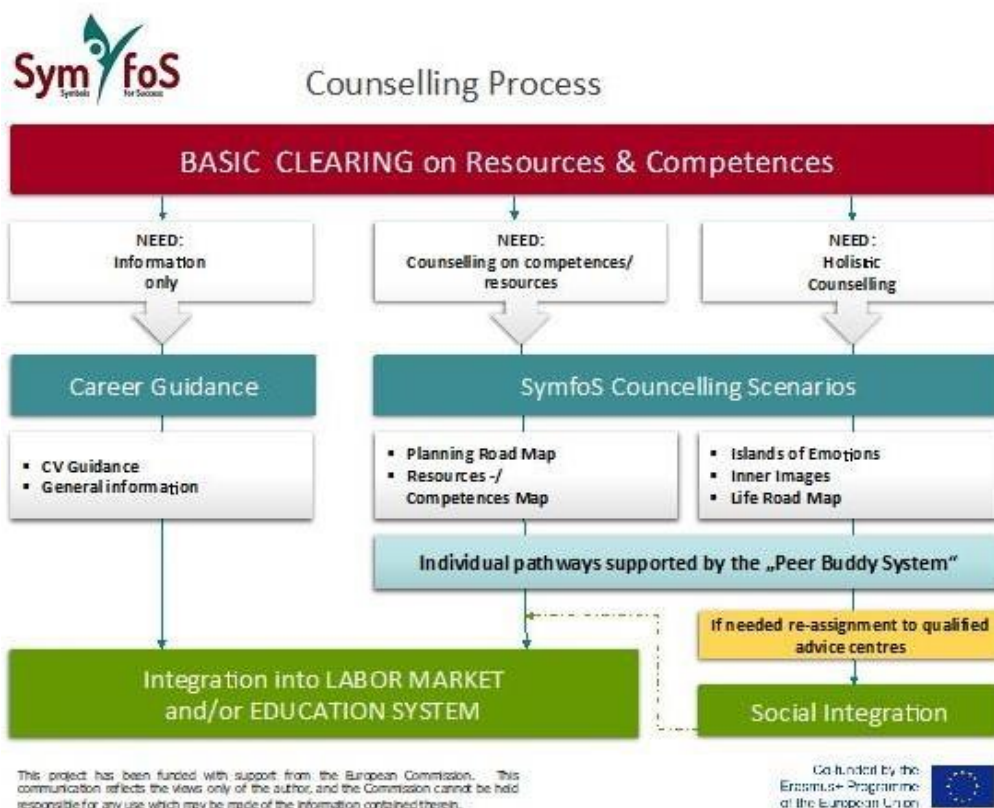 Sym foS
Symbols for Success
Counselling Process
BASIC CLEARING on Resources & Competences
NEED:
Information
only
NEED:
Counselling on competences/
resources
NEED:
Holistic
Counselling
Career Guidance
SymfoS Councelling Scenarios
▪ CV Guidance
▪ General information
▪ Planning Road Map
▪ Resources -/
Competences Map
▪ Islands of Emotions
▪ Inner Images
▪ Life Road Map
Individual pathways supported by the „Peer Buddy System“
If needed re-assignment to qualified
advice centres
Integration into LABOR MARKET
and/or EDUCATION SYSTEM
Social Integration
This project has been funded with support from the European Commission. This
communication reflects the views only of the author, and the Commission cannot be held
responsible for any use which may be made of the information contained therein.
Co-funded by the
Erasmus+ Programme
of the European Union